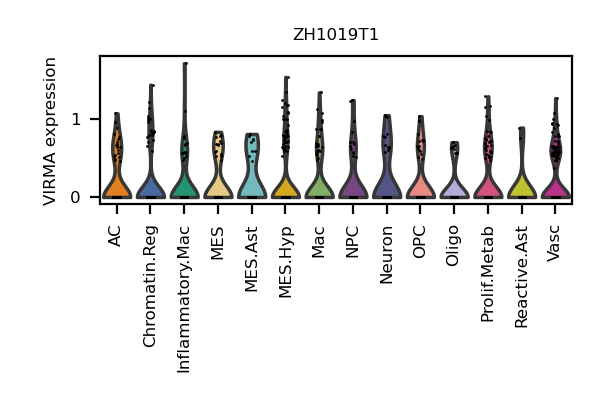 ZH1019T1
VIRMA expression
1
0
AC
Chromatin.Reg
Inflammatory.Mac
MES
MES.Ast
MES.Hyp
Mac
NPC
Neuron
OPC
Oligo
Prolif.Metab
Reactive.Ast
Vasc